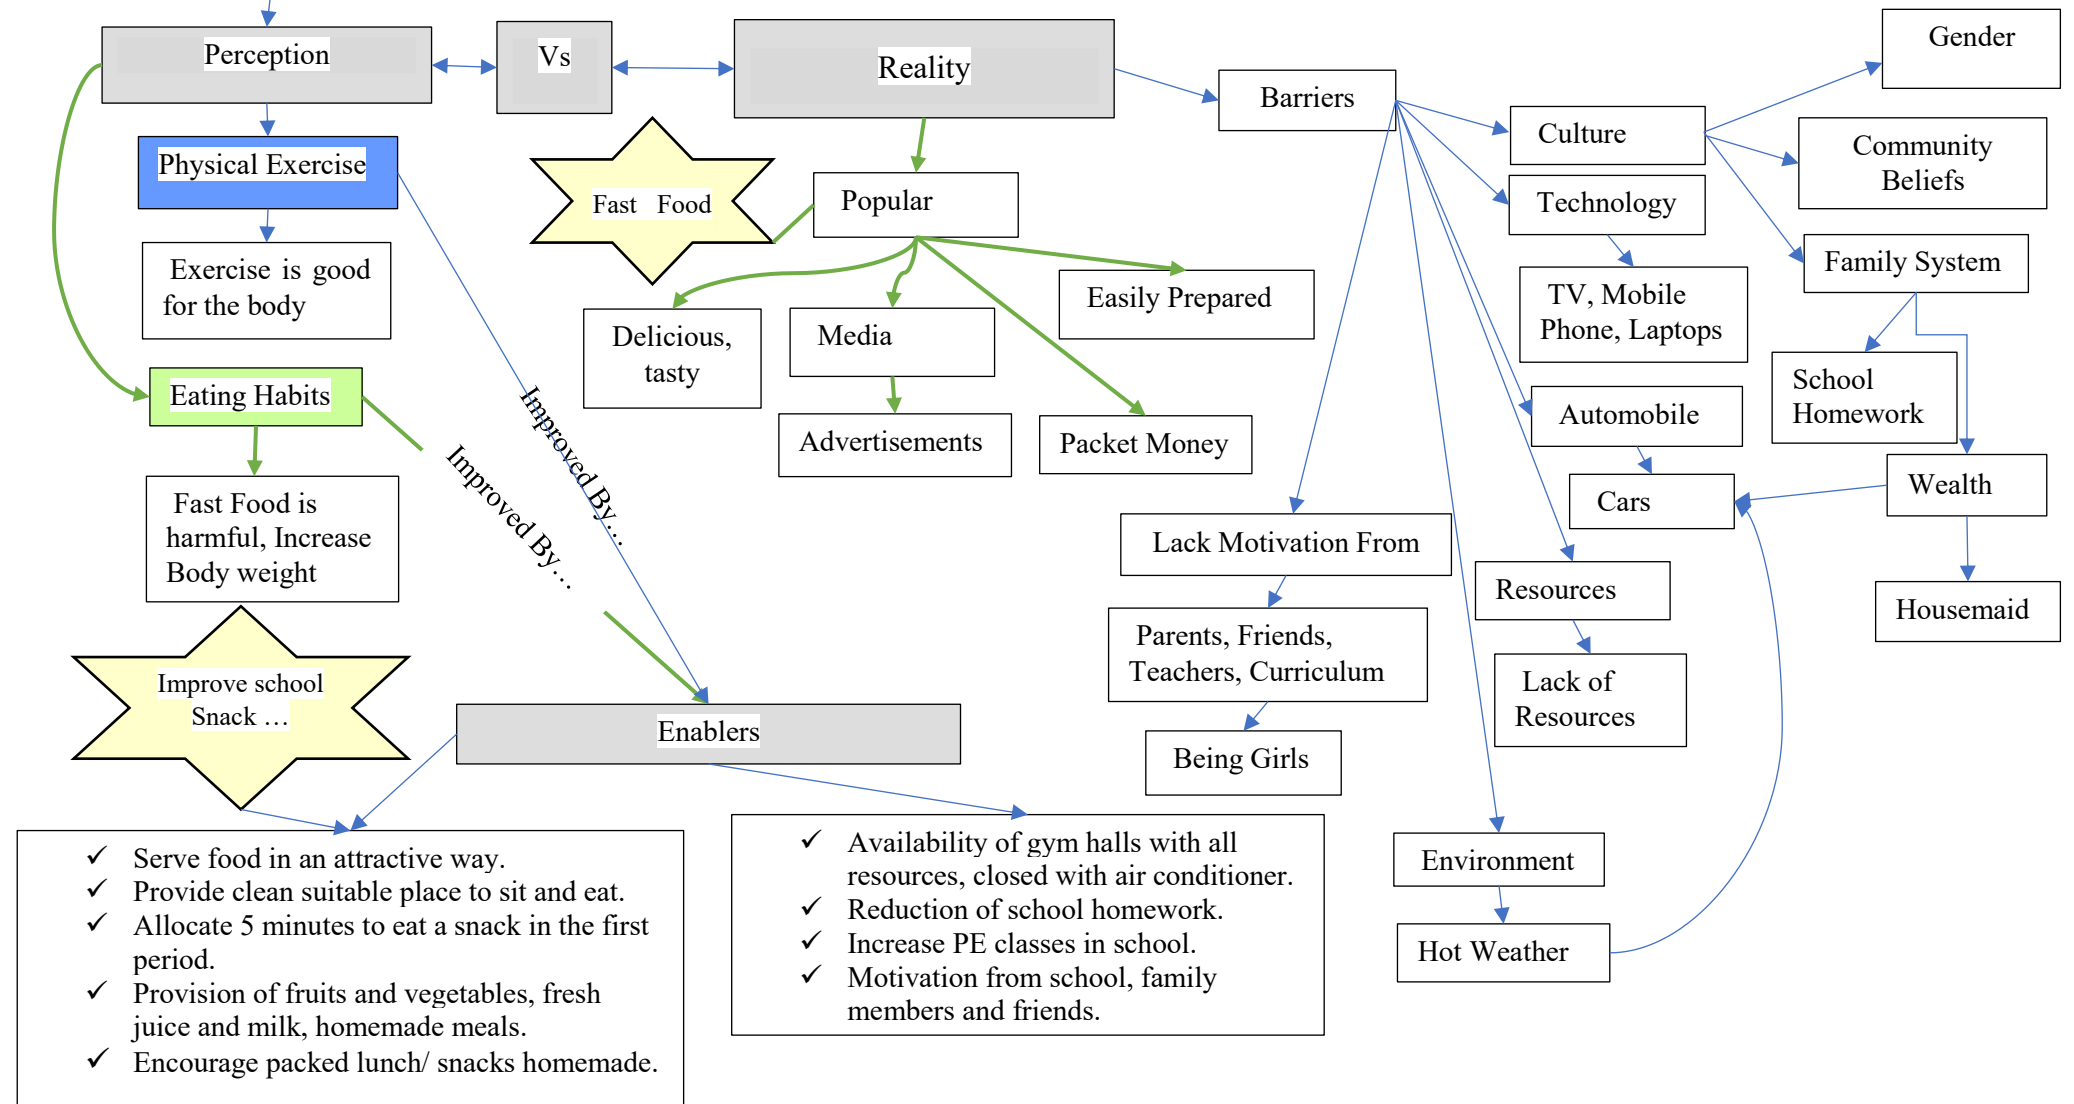 Perception
Vs
Reality
Barriers
Gender
Culture
Community
Beliefs
Physical Exercise
Fast Food
Popular
Technology
Family System
Exercise is good
for the body
Easily Prepared
TV, Mobile
Phone, Laptops
Delicious,
tasty
Media
School
Homework
Eating Habits
Improved By…
Improved By…
Advertisements
Packet Money
Automobile
Cars
Wealth
Fast Food is
harmful, Increase
Body weight
Lack Motivation From
Resources
Housemaid
Parents, Friends,
Teachers, Curriculum
Lack of
Resources
Improve school
Snack …
Enablers
Being Girls
✓ Serve food in an attractive way.
✓ Provide clean suitable place to sit and eat.
✓ Allocate 5 minutes to eat a snack in the first
period.
✓ Provision of fruits and vegetables, fresh
juice and milk, homemade meals.
✓ Encourage packed lunch/ snacks homemade.
✓ Availability of gym halls with all
resources, closed with air conditioner.
✓ Reduction of school homework.
✓ Increase PE classes in school.
✓ Motivation from school, family
members and friends.
Environment
Hot Weather